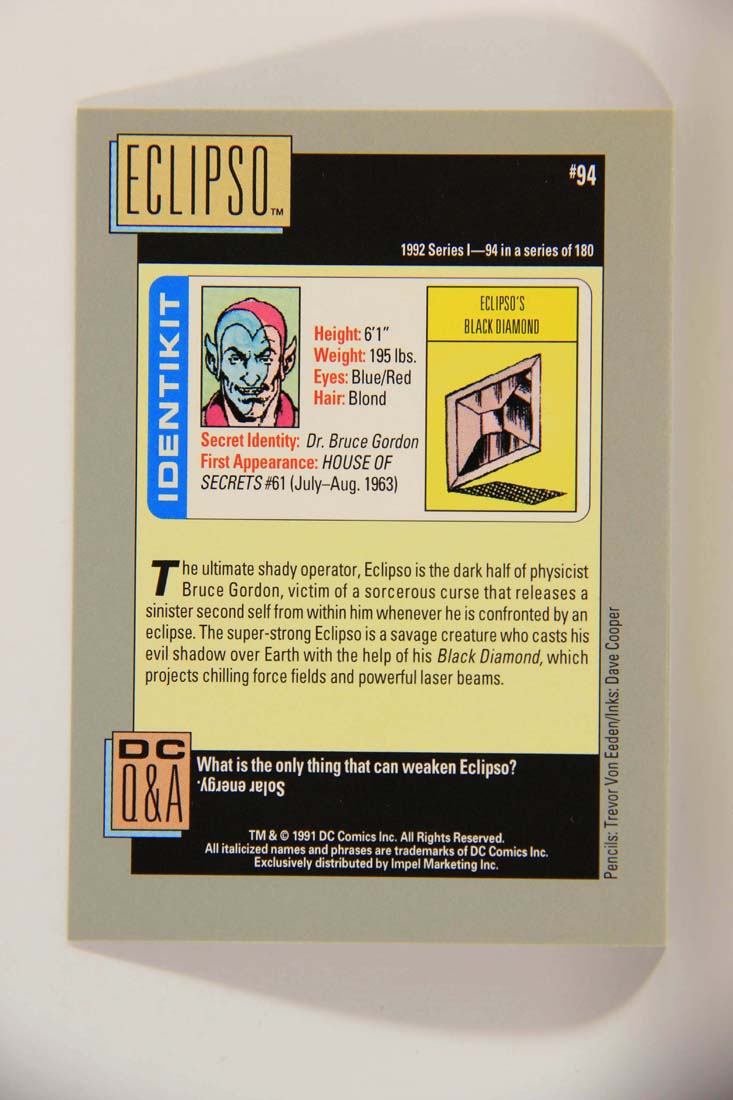 ECLIPSO™
#94
1992 Series I—94 in a series of 180
IDENTIKIT
Height: 6'1"
Weight: 195 lbs.
Eyes: Blue/Red
Hair: Blond
Secret Identity: Dr. Bruce Gordon
First Appearance: HOUSE OF
SECRETS #61 (July–Aug. 1963)
ECLIPSO'S
BLACK DIAMOND
The ultimate shady operator, Eclipso is the dark half of physicist
Bruce Gordon, victim of a sorcerous curse that releases a
sinister second self from within him whenever he is confronted by an
eclipse. The super-strong Eclipso is a savage creature who casts his
evil shadow over Earth with the help of his Black Diamond, which
projects chilling force fields and powerful laser beams.
Pencils: Trevor Von Eeden/Inks: Dave Cooper
DC
Q&A
What is the only thing that can weaken Eclipso?
Solar energy.
TM & © 1991 DC Comics Inc. All Rights Reserved.
All italicized names and phrases are trademarks of DC Comics Inc.
Exclusively distributed by Impel Marketing Inc.